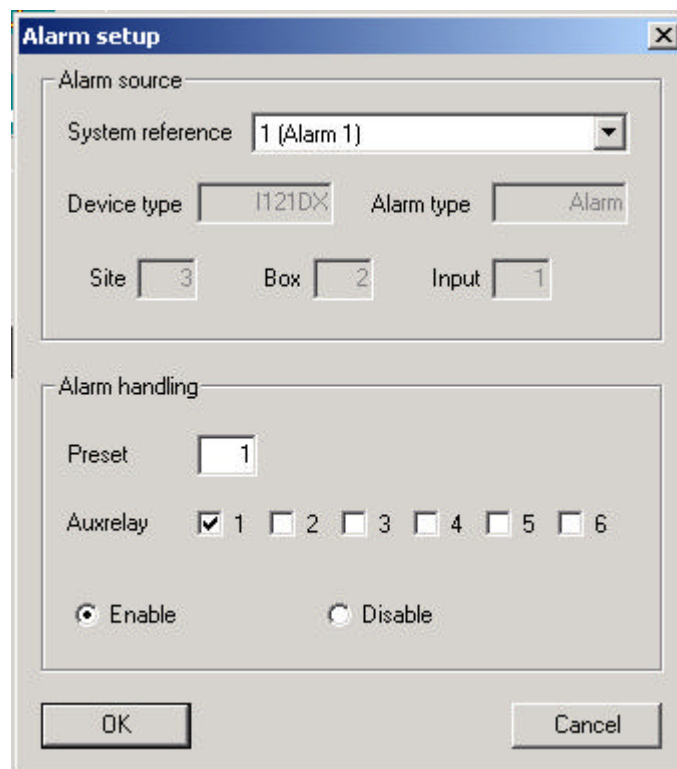 Alarm setup
Alarm source
System reference 1 (Alarm 1)
Device type I121DX Alarm type Alarm
Site 3 Box 2 Input 1
Alarm handling
Preset 1
Auxrelay 1 2 3 4 5 6
Enable Disable
OK Cancel